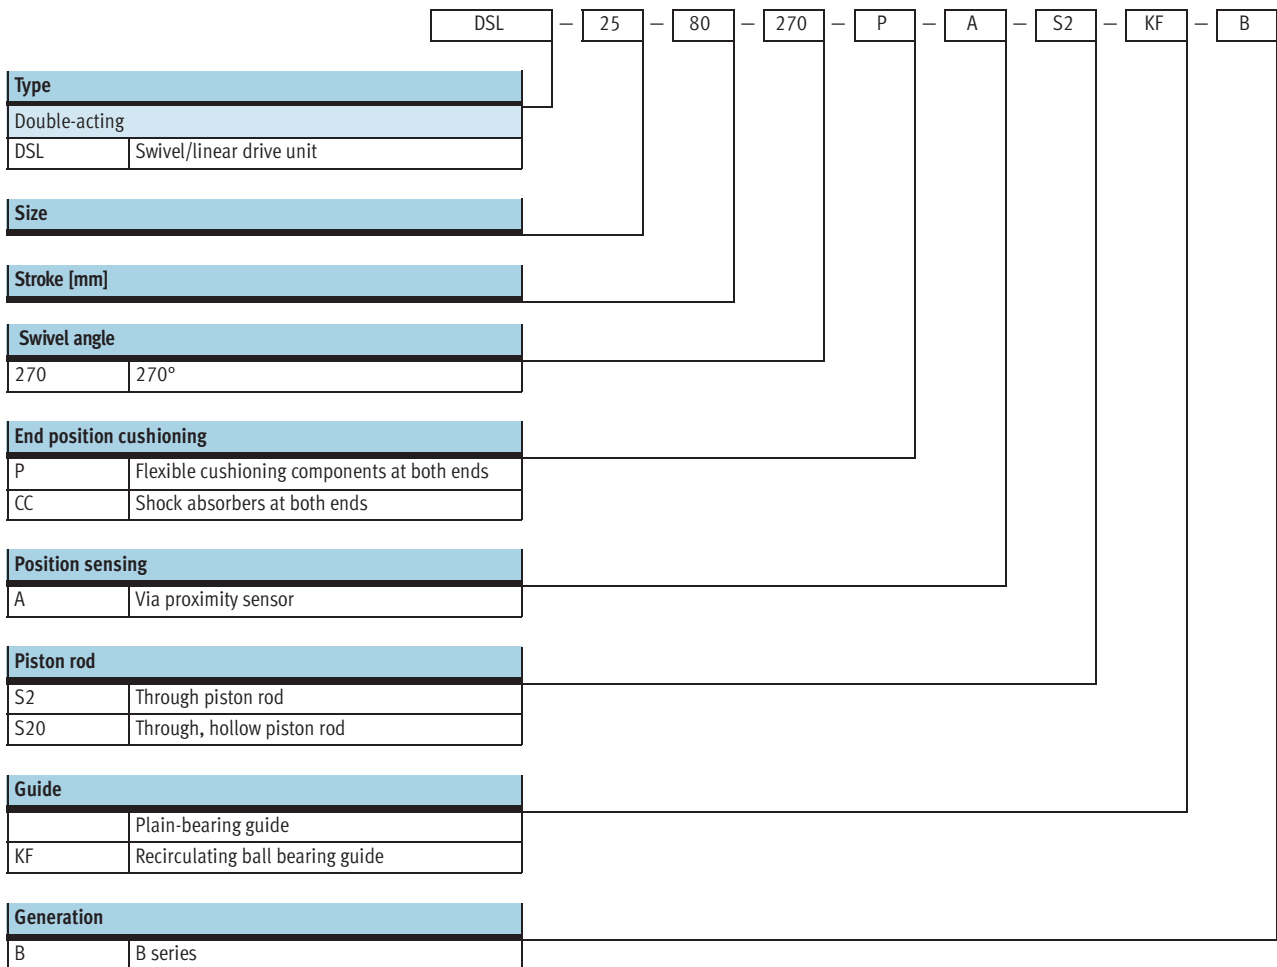 DSL – 25 – 80 – 270 – P – A – S2 – KF – B
Type
Double-acting
DSL Swivel/linear drive unit
Size
Stroke [mm]
Swivel angle
270 270°
End position cushioning
P Flexible cushioning components at both ends
CC Shock absorbers at both ends
Position sensing
A Via proximity sensor
Piston rod
S2 Through piston rod
S20 Through, hollow piston rod
Guide
Plain-bearing guide
KF Recirculating ball bearing guide
Generation
B B series